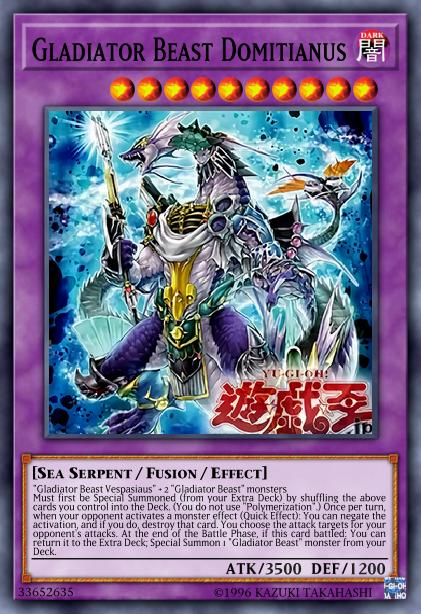 GLADIATOR BEAST DOMITIANUS
DARK
闇
YU-GI-OH!
遊戯王
[SEA SERPENT / FUSION / EFFECT]
"Gladiator Beast Vespasiaus" + 2 "Gladiator Beast" monsters
Must first be Special Summoned (from your Extra Deck) by shuffling the above
cards you control into the Deck. (You do not use "Polymerization".) Once per turn,
when your opponent activates a monster effect (Quick Effect): You can negate
the activation, and if you do, destroy that card. You choose the attack targets for your
opponent's attacks. At the end of the Battle Phase, if this card battled: You can
return it to the Extra Deck; Special Summon 1 "Gladiator Beast" monster from your
Deck.
ATK/3500 DEF/1200
33652635
©1996 KAZUKI TAKAHASHI